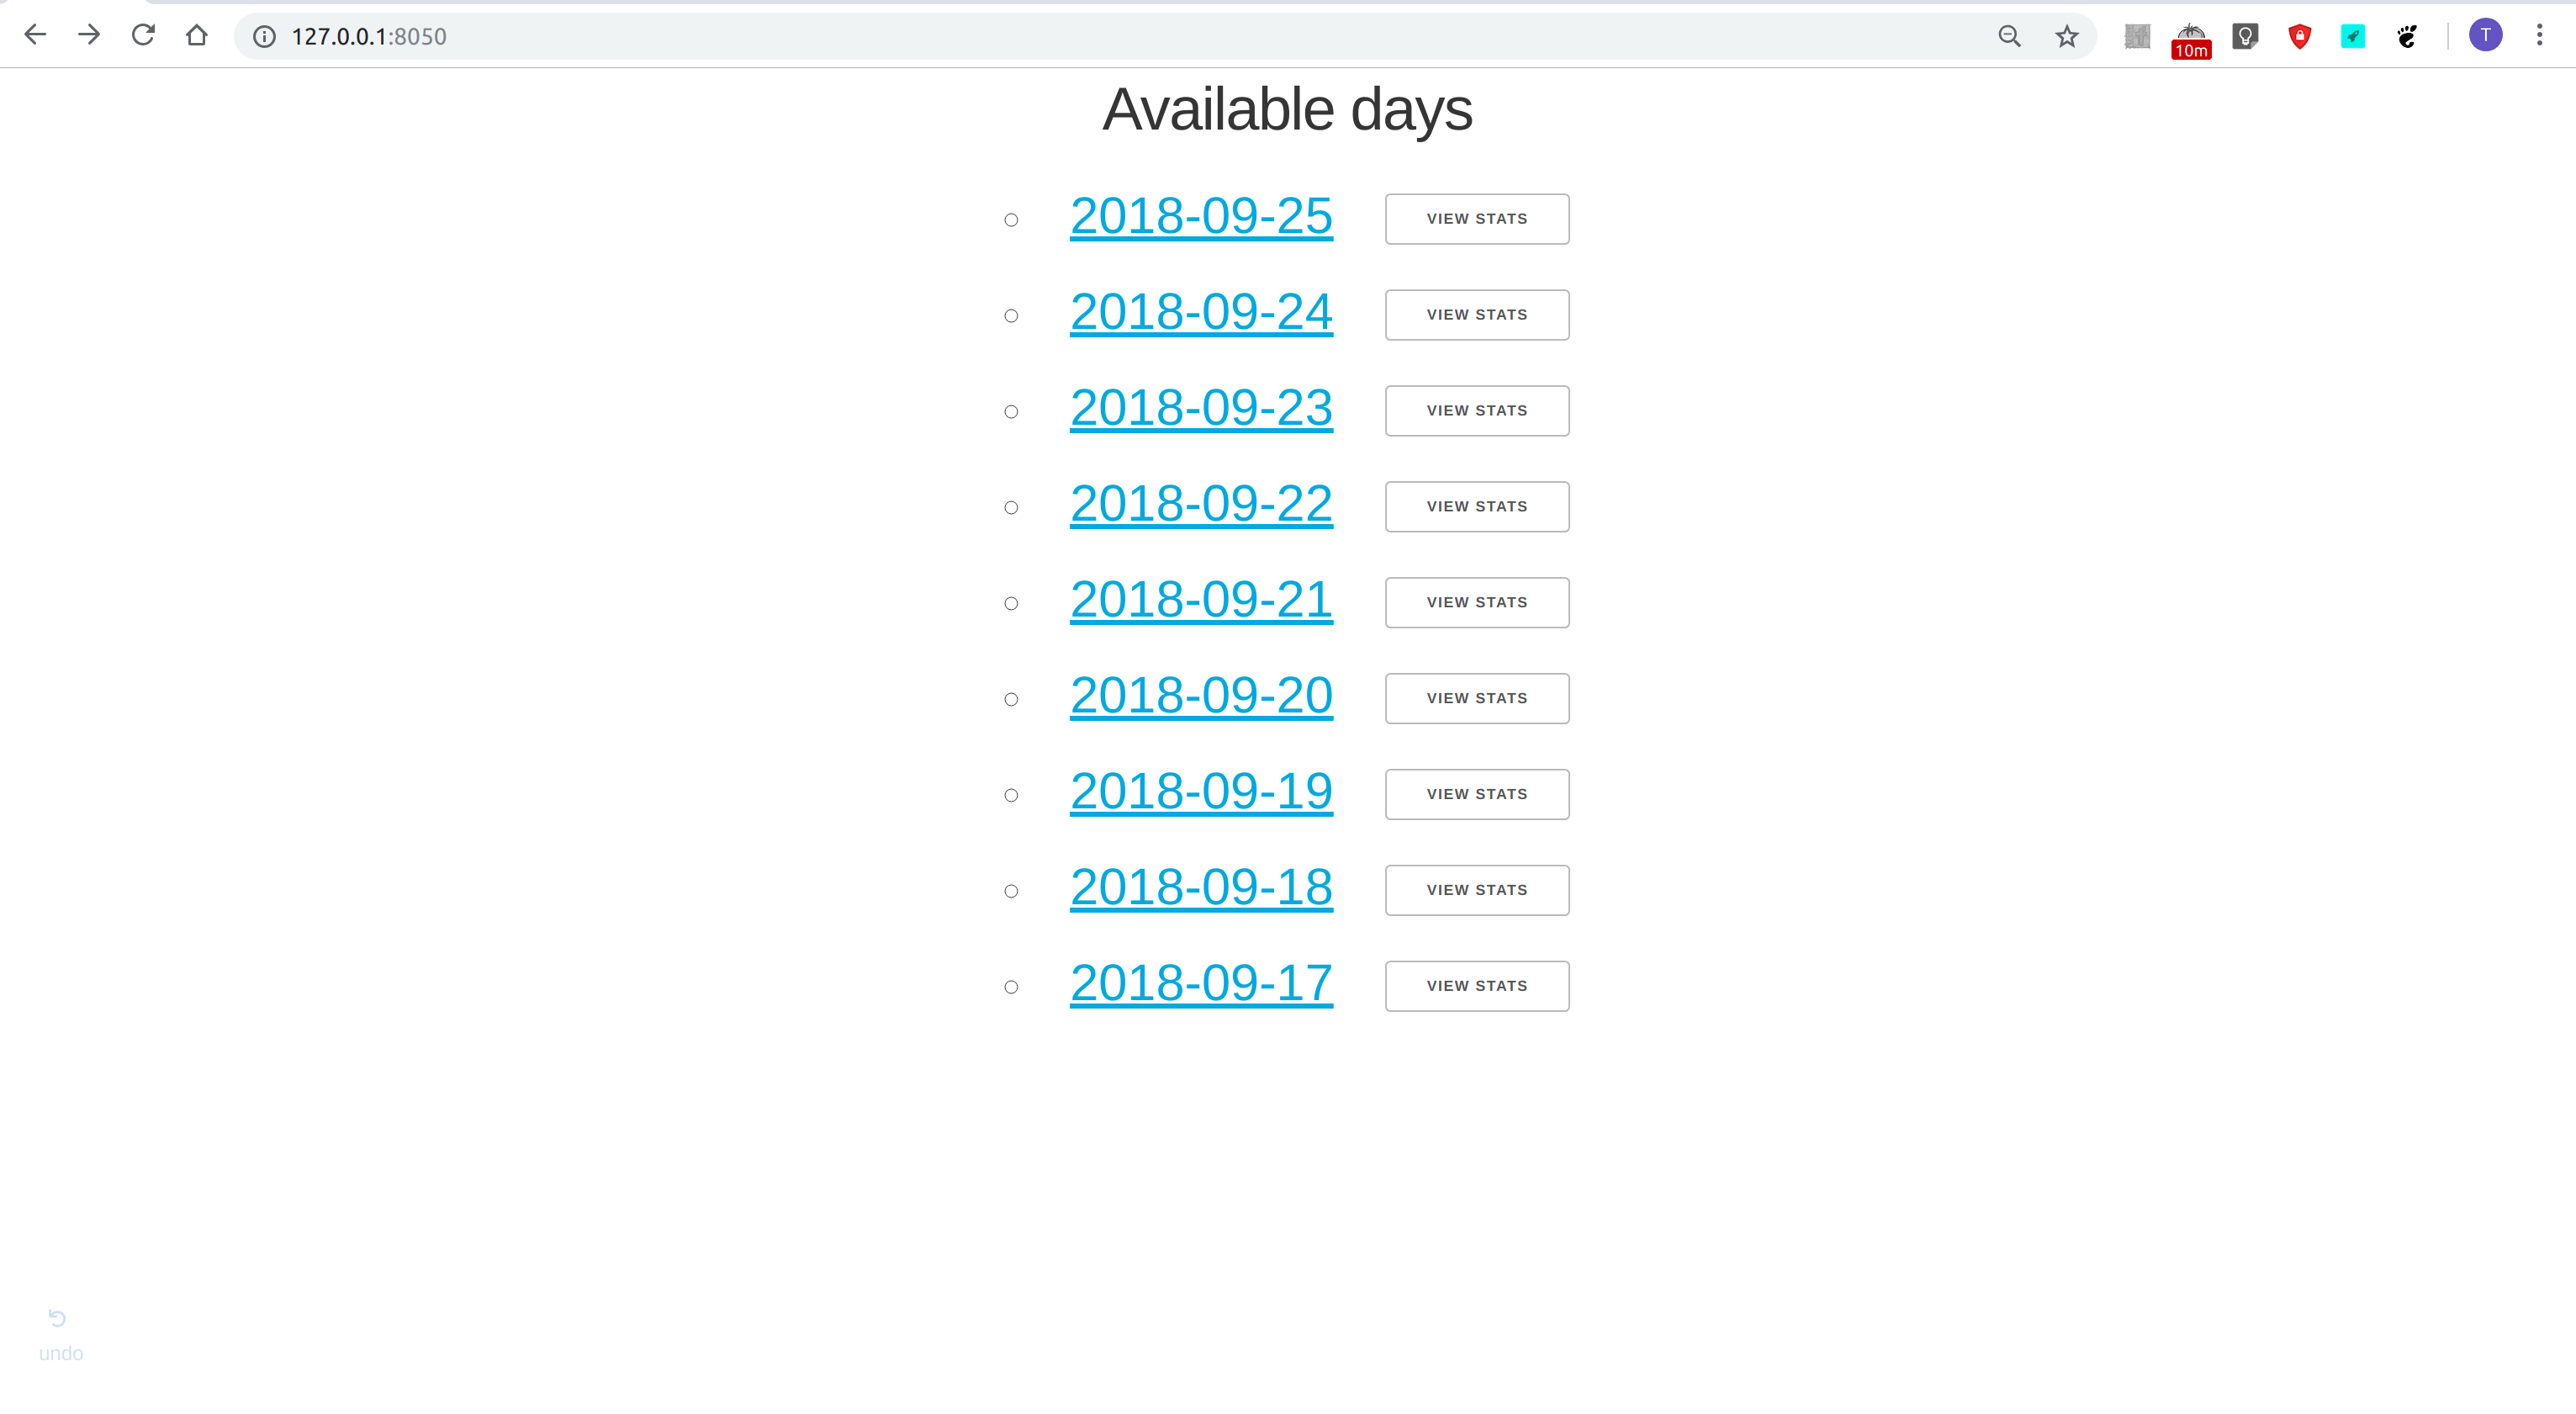 127.0.0.1:8050
10m
T
Available days
2018-09-25 VIEW STATS
2018-09-24 VIEW STATS
2018-09-23 VIEW STATS
2018-09-22 VIEW STATS
2018-09-21 VIEW STATS
2018-09-20 VIEW STATS
2018-09-19 VIEW STATS
2018-09-18 VIEW STATS
2018-09-17 VIEW STATS
undo